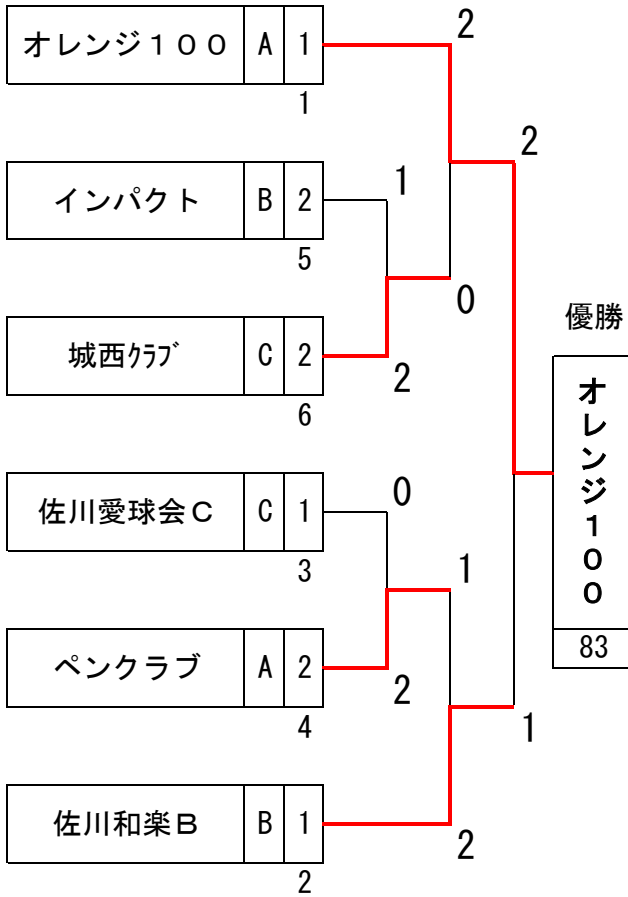 オレンジ１００ A 1
1
2
2
インパクト B 2
5
1
0
優勝
城西ｸﾗﾌﾞ C 2
6
2
オレンジ１００
83
佐川愛球会Ｃ C 1
3
0
1
ペンクラブ A 2
4
2
1
佐川和楽Ｂ B 1
2
2